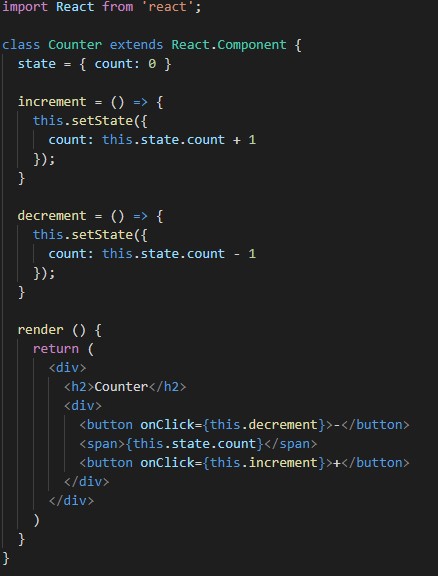 import React from 'react';

class Counter extends React.Component {
  state = { count: 0 }

  increment = () => {
    this.setState({
      count: this.state.count + 1
    });
  }

  decrement = () => {
    this.setState({
      count: this.state.count - 1
    });
  }

  render () {
    return (
      <div>
        <h2>Counter</h2>
        <div>
          <button onClick={this.decrement}>-</button>
          <span>{this.state.count}</span>
          <button onClick={this.increment}>+</button>
        </div>
      </div>
    )
  }
}